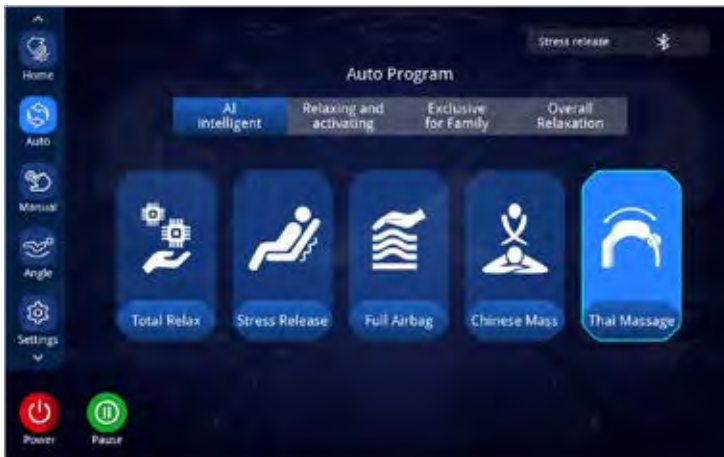 Stress release
Home
Auto Program
AI
intelligent
Relaxing and
activating
Exclusive
for Family
Overall
Relaxation
Auto
Manual
Angle
Settings
Total Relax
Stress Release
Full Airbag
Chinese Mass
Thai Massage
Power
Pause